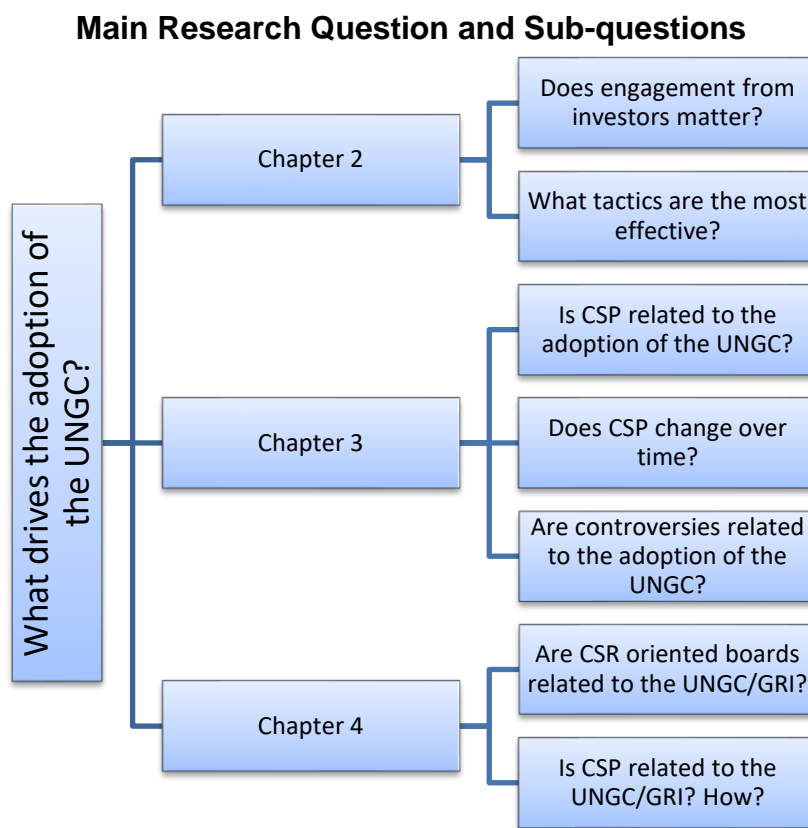 Main Research Question and Sub-questions
What drives the adoption of
the UNGC?
Chapter 2
Does engagement from
investors matter?
What tactics are the most
effective?
Chapter 3
Is CSP related to the
adoption of the UNGC?
Does CSP change over
time?
Are controversies related
to the adoption of the
UNGC?
Chapter 4
Are CSR oriented boards
related to the UNGC/GRI?
Is CSP related to the
UNGC/GRI? How?